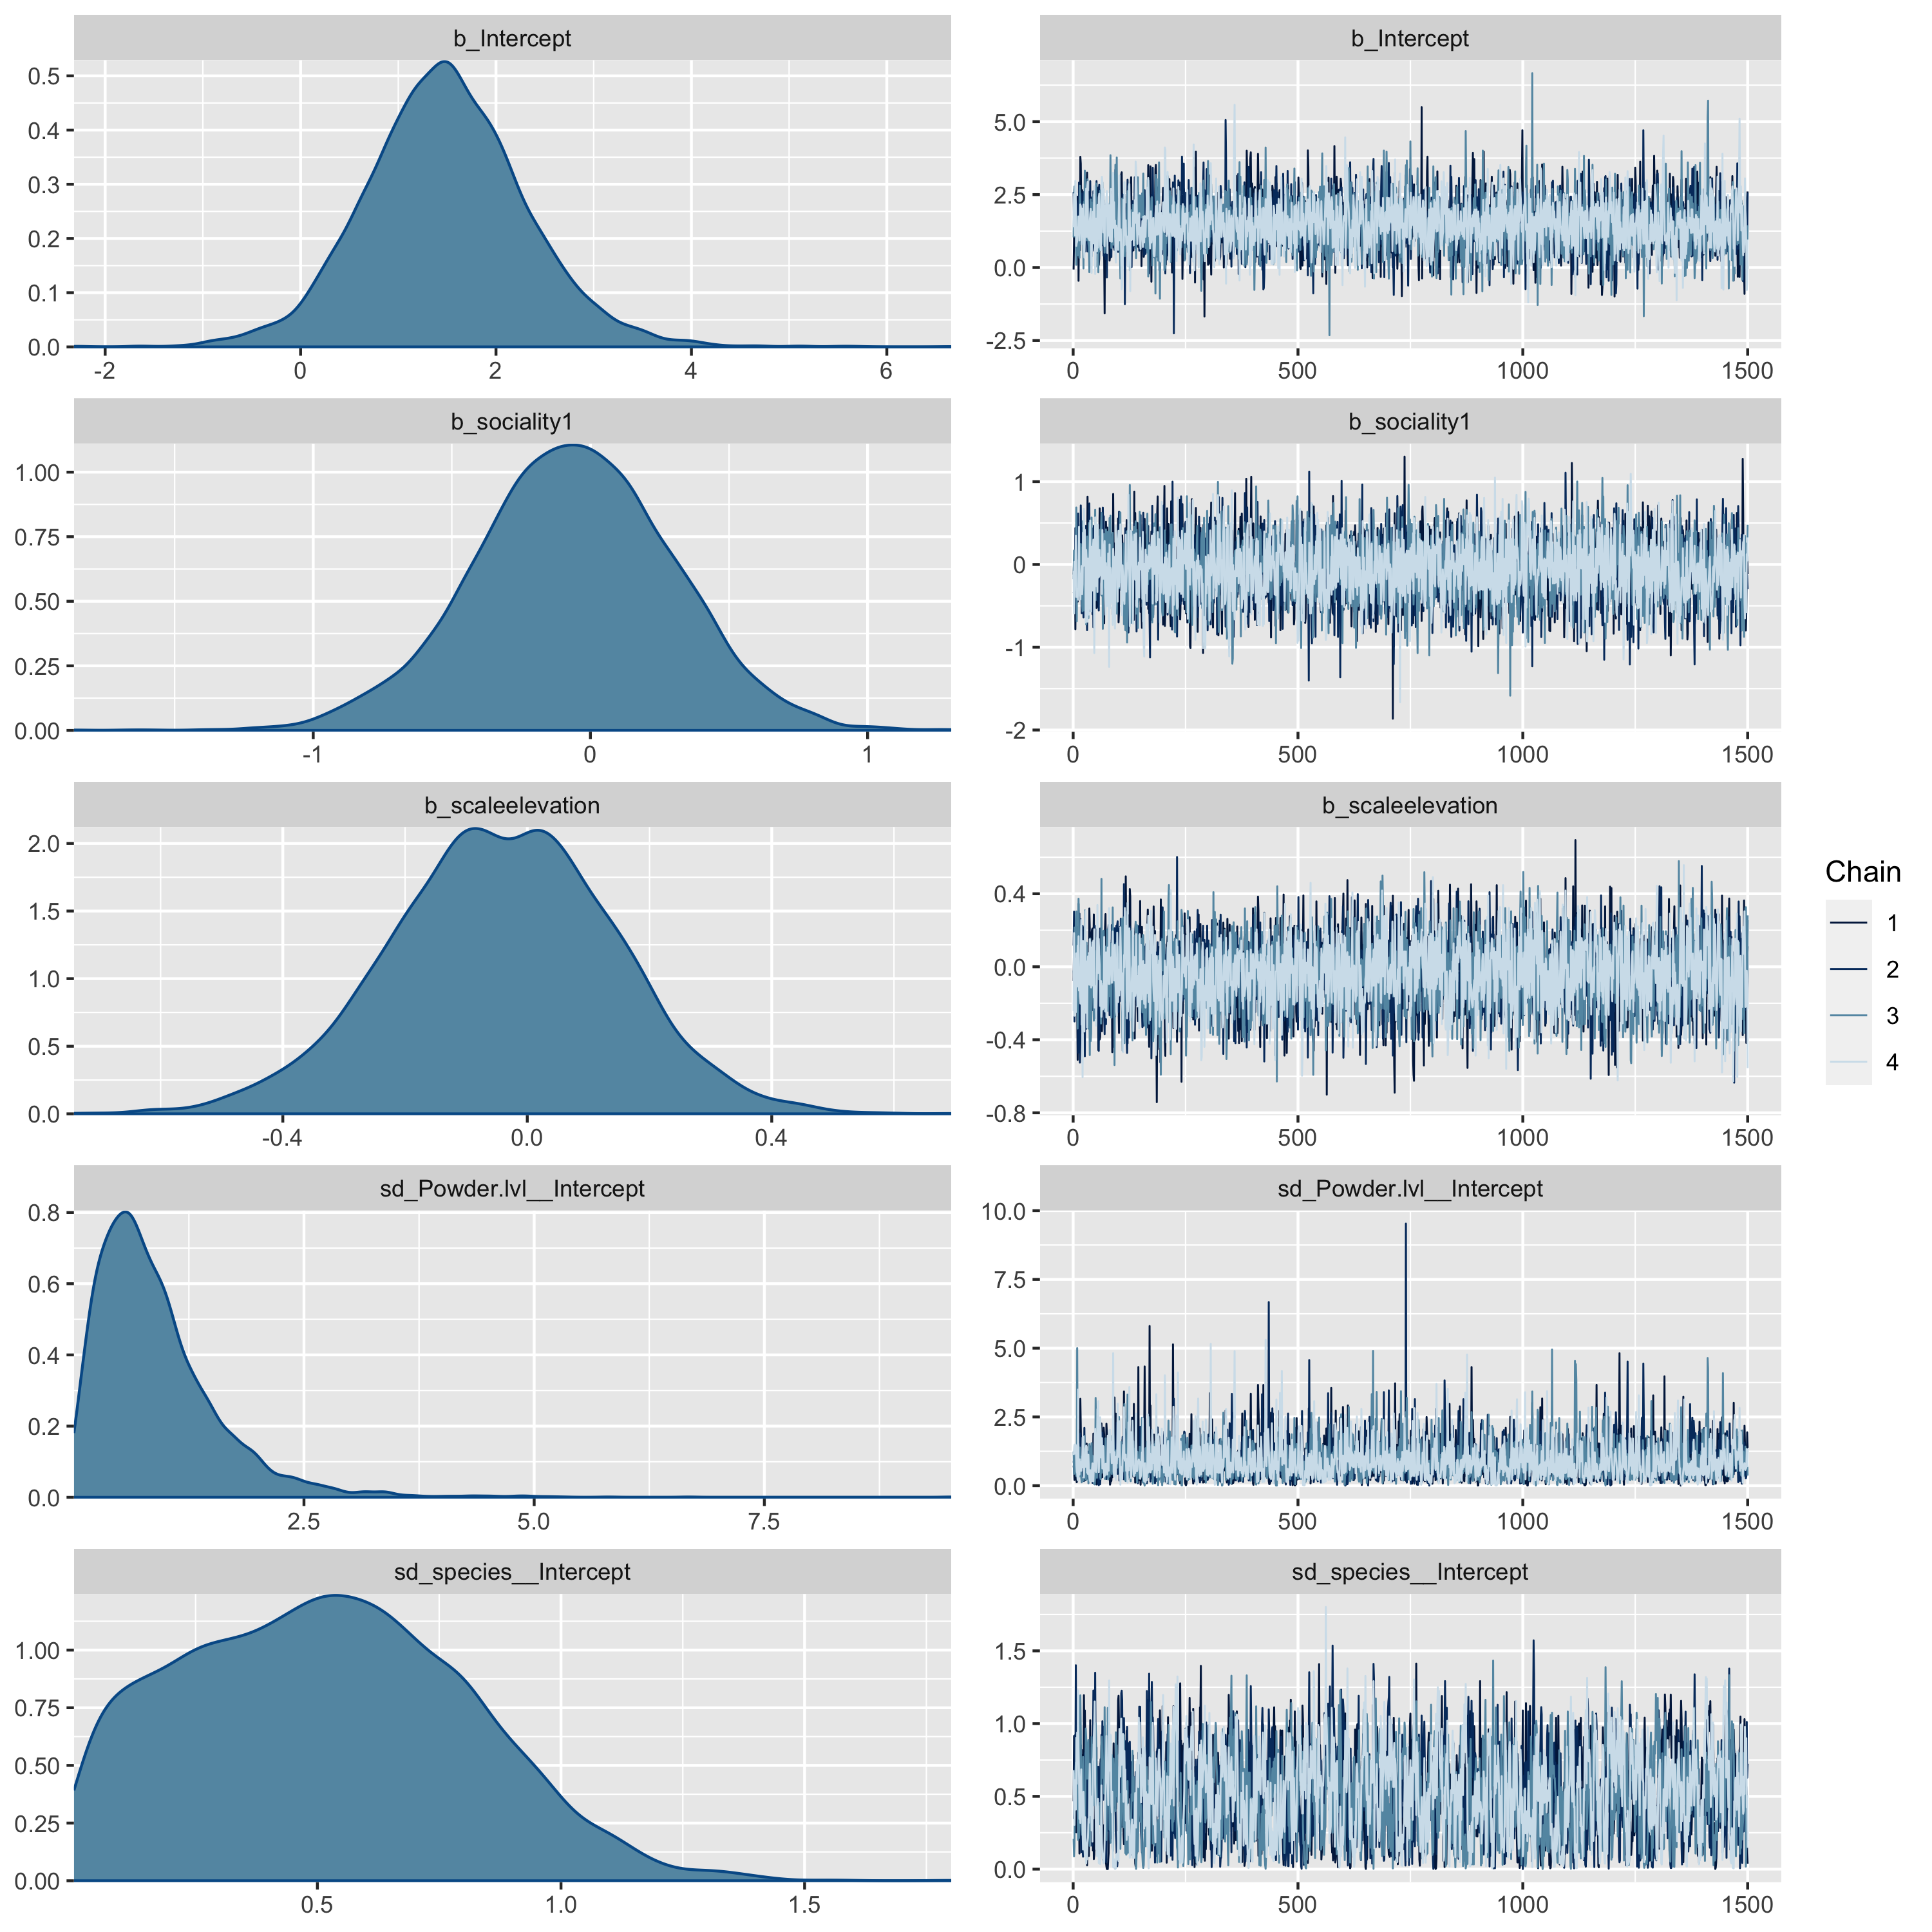 b_Intercept
0.5
0.4
0.3
0.2
0.1
0.0
-2 0 2 4 6
b_Intercept
5.0
2.5
0.0
-2.5
0 500 1000 1500
b_sociality1
1.00
0.75
0.50
0.25
0.00
-1 0 1
b_sociality1
1
0
-1
-2
0 500 1000 1500
b_scaleelevation
2.0
1.5
1.0
0.5
0.0
-0.4 0.0 0.4
b_scaleelevation
0.4
0.0
-0.4
-0.8
0 500 1000 1500
sd_Powder.lvl__Intercept
0.8
0.6
0.4
0.2
0.0
2.5 5.0 7.5
sd_Powder.lvl__Intercept
10.0
7.5
5.0
2.5
0.0
0 500 1000 1500
sd_species__Intercept
1.00
0.75
0.50
0.25
0.00
0.5 1.0 1.5
sd_species__Intercept
1.5
1.0
0.5
0.0
0 500 1000 1500
Chain
1
2
3
4